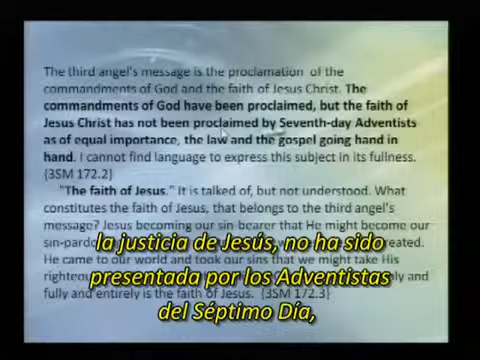 The third angel's message is the proclamation of the
commandments of God and the faith of Jesus Christ. The
commandments of God have been proclaimed, but the faith of
Jesus Christ has not been proclaimed by Seventh-day Adventists
as of equal importance, the law and the gospel going hand in
hand. I cannot find language to express this subject in its fullness.
{3SM 172.2}
"The faith of Jesus." It is talked of, but not understood. What
constitutes the faith of Jesus, that belongs to the third angel's
message? Jesus becoming our sin-bearer that He might become our
sin-pardo
He came to our world and took our sins that we might take His
righteou
fully and entirely is the faith of Jesus. {3SM 172.3}
la justicia de Jesús, no ha sido
presentada por los Adventistas
del Séptimo Día,